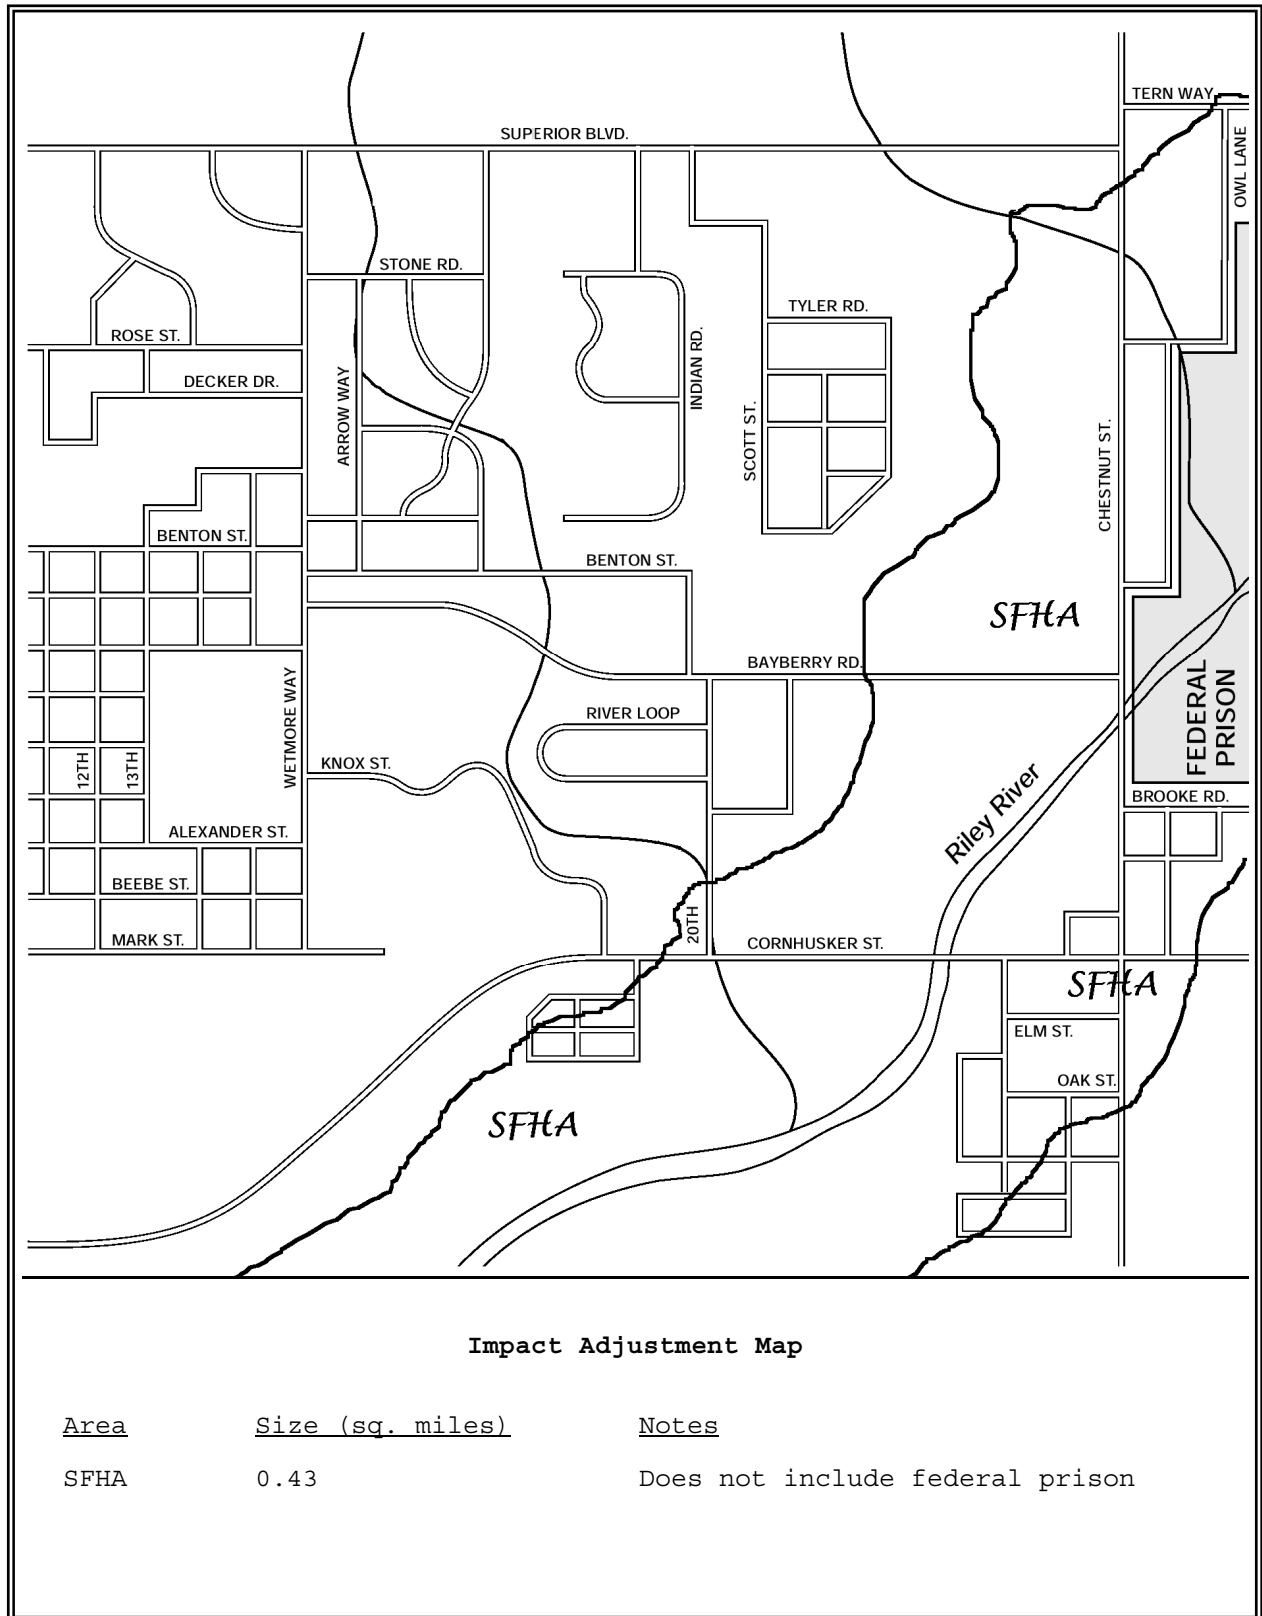 TERN WAY
SUPERIOR BLVD.
OWL LANE
STONE RD.
TYLER RD.
ROSE ST.
INDIAN RD.
DECKER DR.
ARROW WAY
SCOTT ST.
CHESTNUT ST.
BENTON ST.
BENTON ST.
SFHA
BAYBERRY RD.
FEDERAL
PRISON
WETMORE WAY
RIVER LOOP
KNOX ST.
12TH
13TH
Riley River
BROOKE RD.
ALEXANDER ST.
BEEBE ST.
20TH
MARK ST.
CORNHUSKER ST.
SFHA
ELM ST.
OAK ST.
SFHA
Impact Adjustment Map
Area Size (sq. miles) Notes
SFHA 0.43 Does not include federal prison